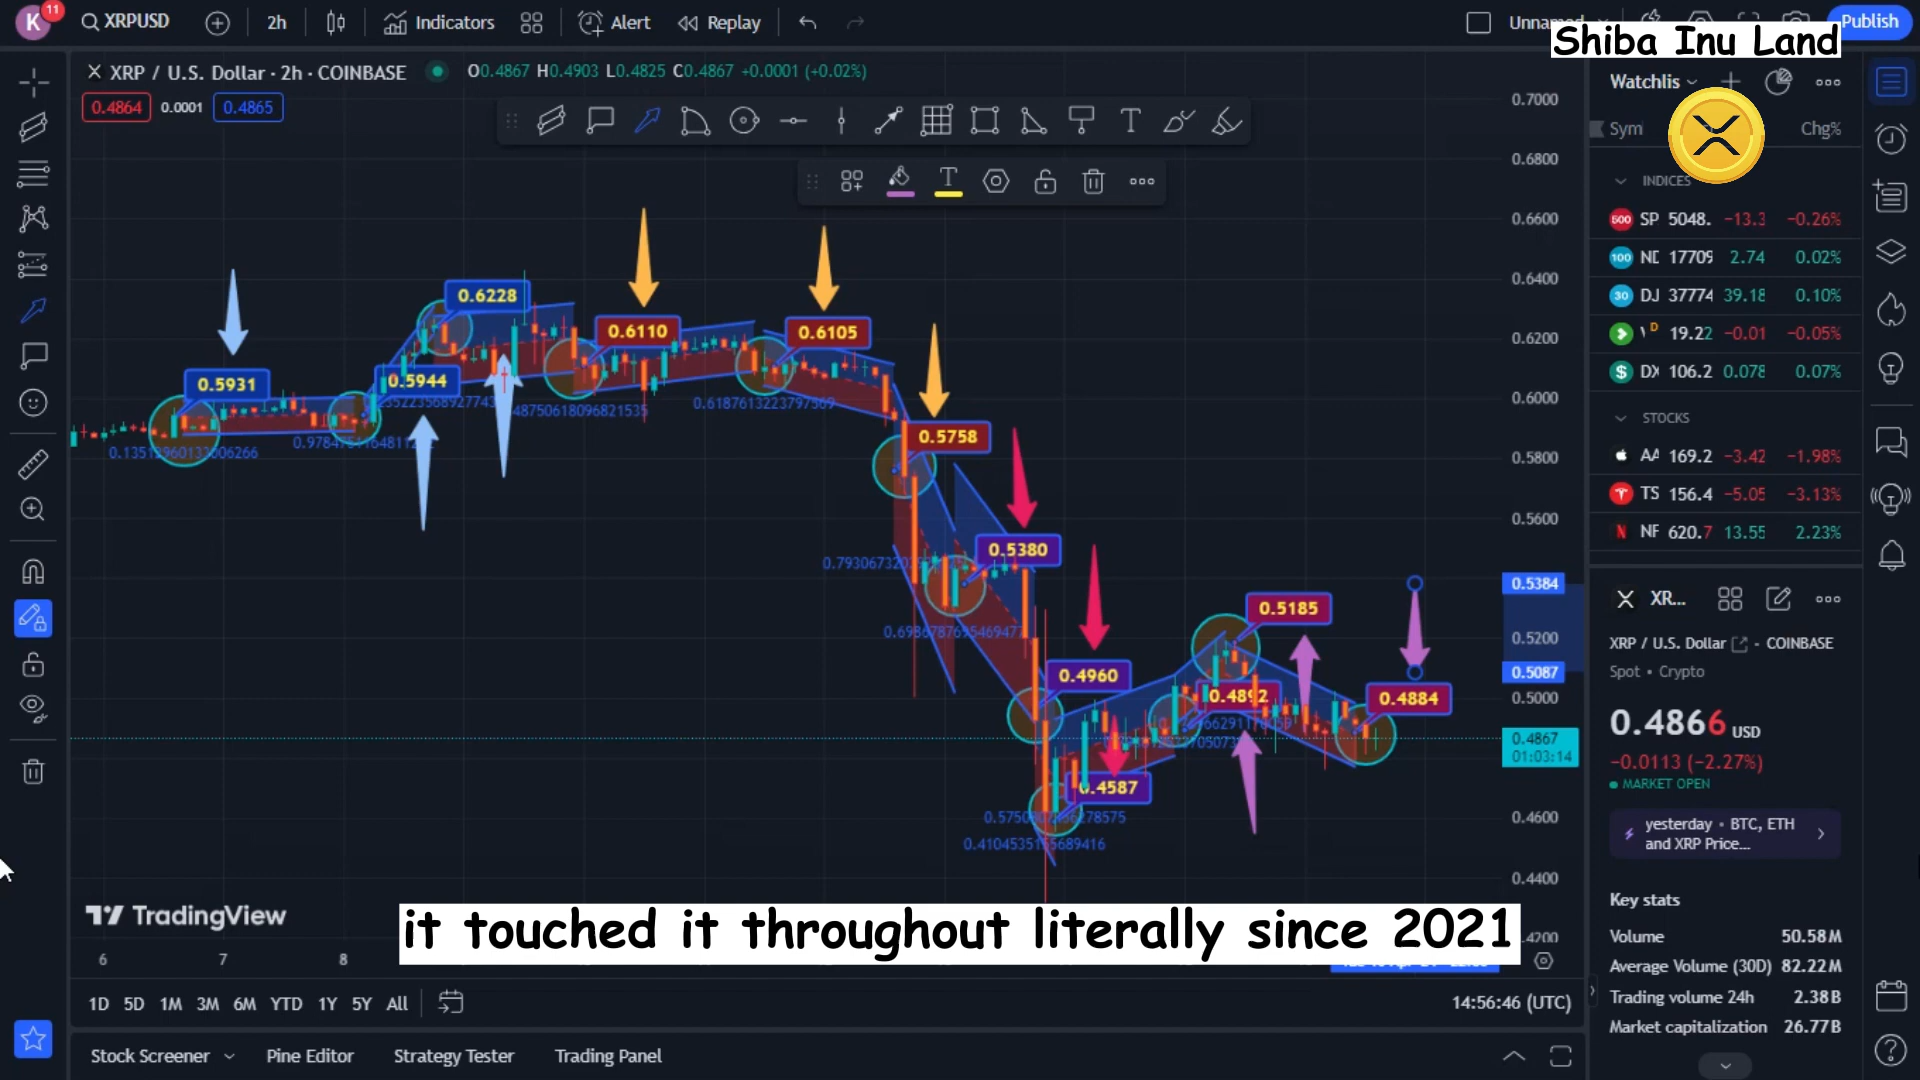 K 11 XRPUSD 2h Indicators Alert Replay Publish
Shiba Inu Land
XRP / U.S. Dollar · 2h · COINBASE O0.4867 H0.4903 L0.4825 C0.4867 +0.0001 (+0.02%)
0.4864 0.0001 0.4865
0.7000
0.6800
0.6600
0.6400
0.6200
0.6000
0.5800
0.5600
0.5384
0.5200
0.5087
0.5000
0.4867
01:03:14
0.4600
0.4400
0.6228
0.6110
0.6105
0.5931
0.5944
0.5758
0.5380
0.5185
0.4960
0.4892
0.4884
0.4587
TradingView
it touched it throughout literally since 2021
6 7 8
1D 5D 1M 3M 6M YTD 1Y 5Y All 14:56:46 (UTC)
Stock Screener Pine Editor Strategy Tester Trading Panel
Watchlis
Chg%
INDICES
500 SP 5048. −13.3 −0.26%
100 17709 2.74 0.02%
30 DJ 37774 39.18 0.10%
D 19.22 −0.01 −0.05%
DX 106.2 0.078 0.07%
STOCKS
169.2 −3.42 −1.98%
TS 156.4 −5.05 −3.13%
620.7 13.55 2.23%
XR...
XRP / U.S. Dollar · COINBASE
Spot · Crypto
0.4866 USD
−0.0113 (−2.27%)
MARKET OPEN
yesterday · BTC, ETH
and XRP Price...
Key stats
Volume 50.58M
Average Volume (30D) 82.22M
Trading volume 24h 2.38B
Market capitalization 26.77B